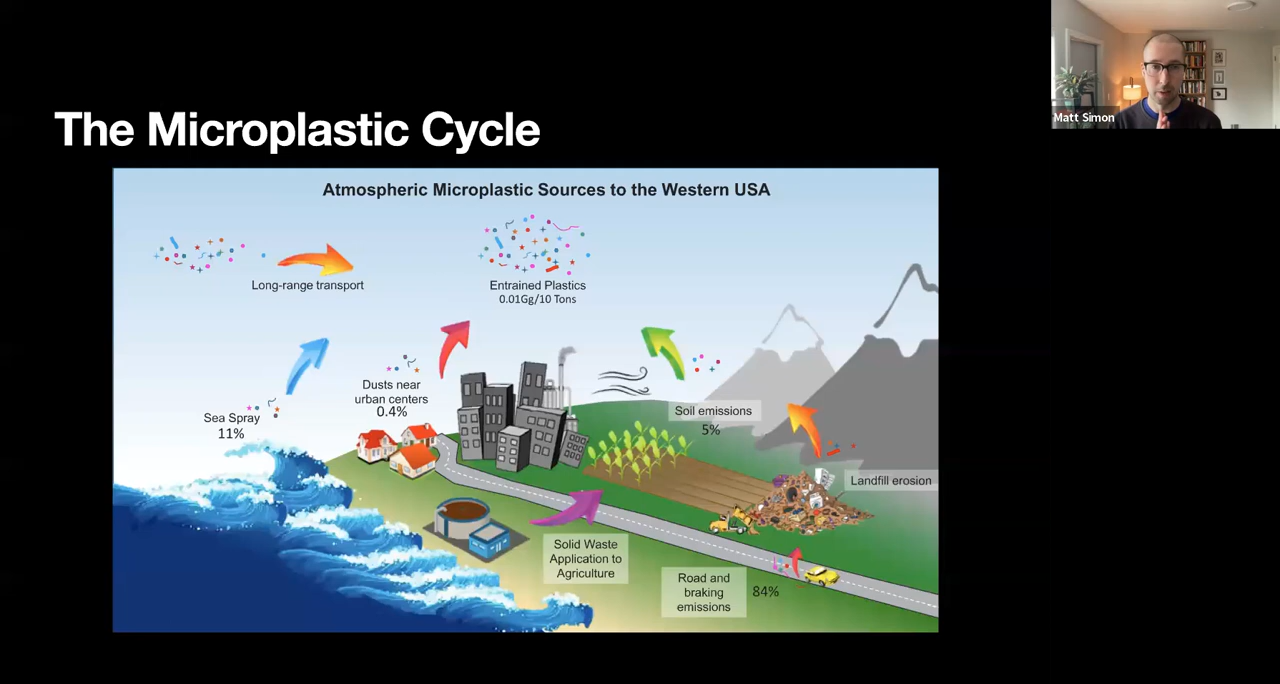 The Microplastic Cycle
Matt Simon
Atmospheric Microplastic Sources to the Western USA
Long-range transport
Entrained Plastics
0.01Gg/10 Tons
Dusts near
urban centers
0.4%
Sea Spray
11%
Soil emissions
5%
Landfill erosion
Solid Waste
Application to
Agriculture
Road and
braking
emissions
84%